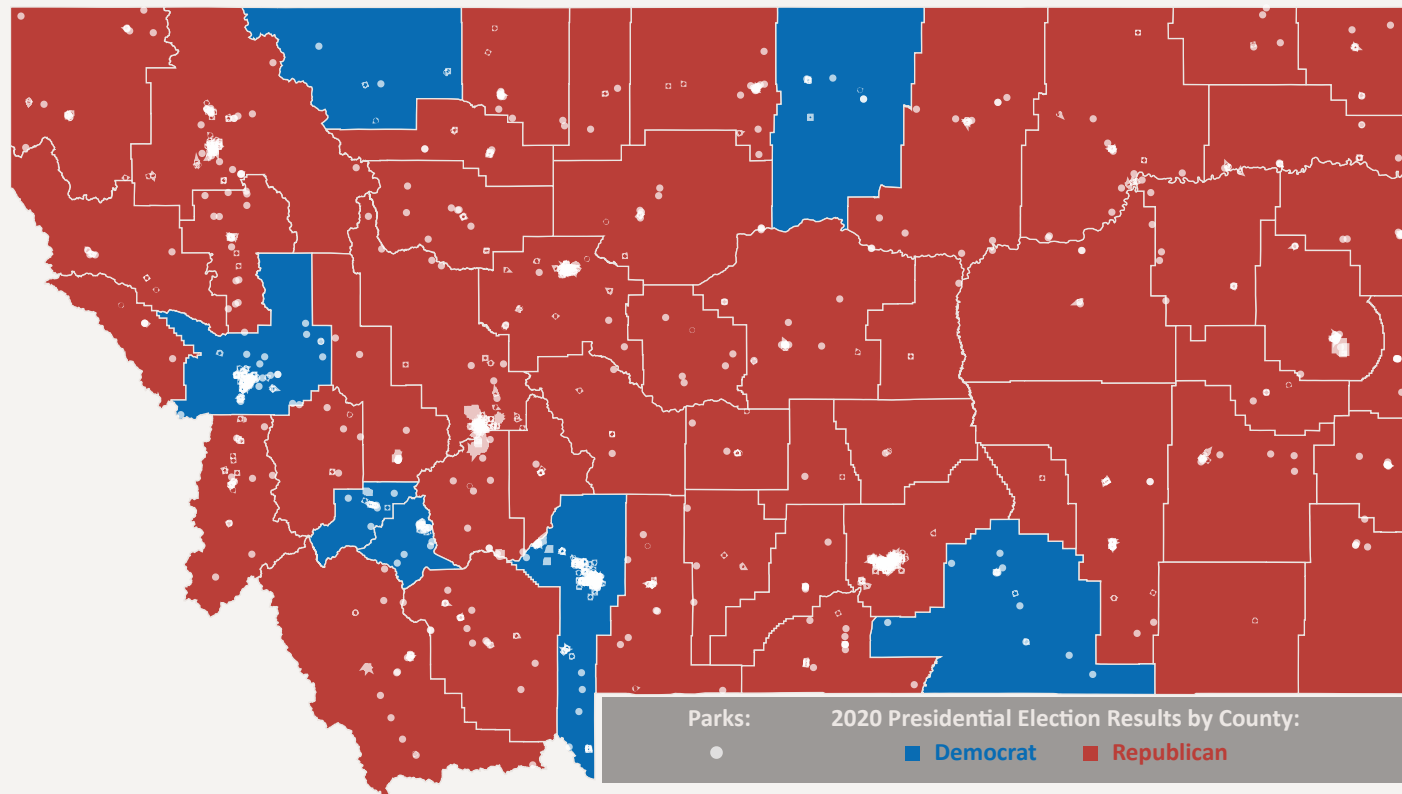 Parks: 2020 Presidential Election Results by County:
Democrat Republican